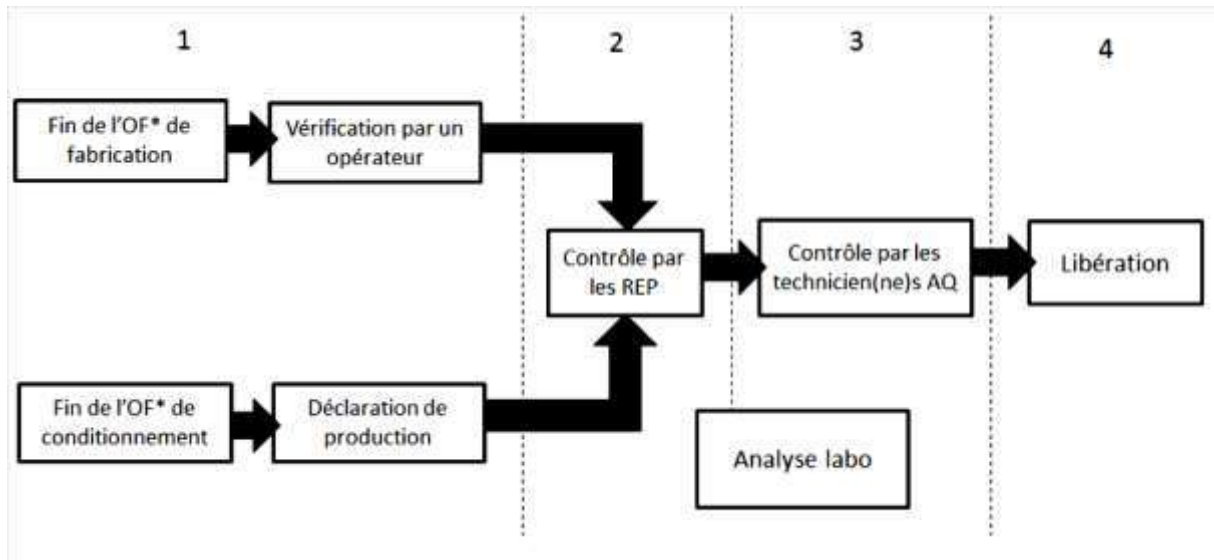 1
2
3
4
Fin de l'OF* de
fabrication
Vérification par un
opérateur
Contrôle par
les REP
Contrôle par les
technicien(ne)s AQ
Libération
Fin de l'OF* de
conditionnement
Déclaration de
production
Analyse labo